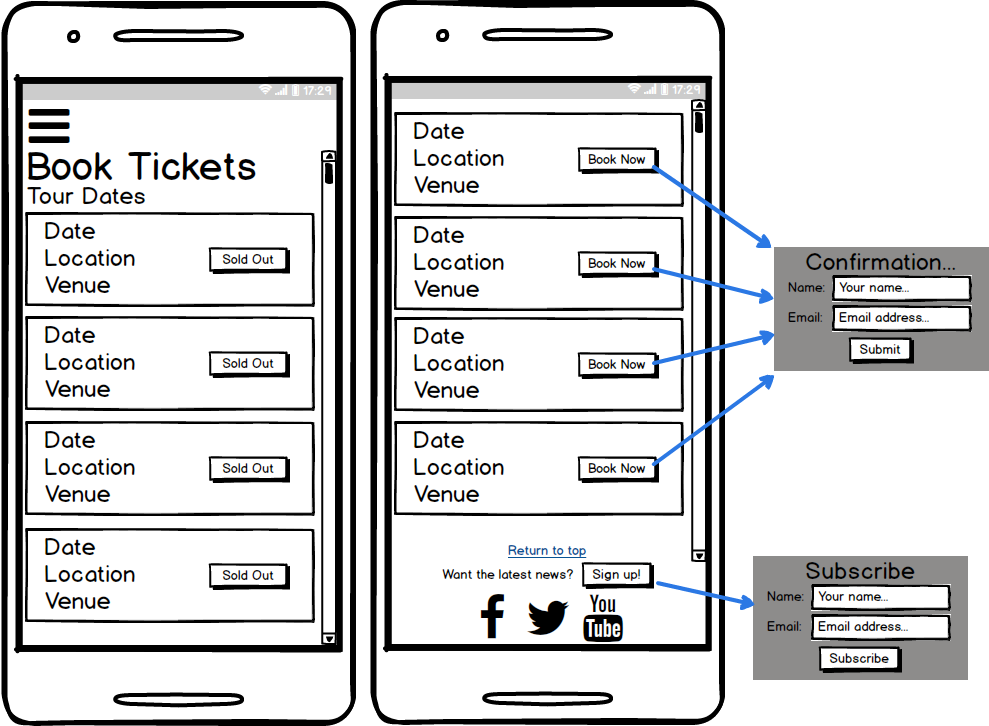 17:29
Book Tickets
Tour Dates
Date
Location
Venue
Sold Out
Date
Location
Venue
Sold Out
Date
Location
Venue
Sold Out
Date
Location
Venue
Sold Out
17:29
Date
Location
Venue
Book Now
Date
Location
Venue
Book Now
Date
Location
Venue
Book Now
Date
Location
Venue
Book Now
Return to top
Want the latest news? Sign up!
f
You
Tube
Confirmation...
Name: Your name...
Email: Email address...
Submit
Subscribe
Name: Your name...
Email: Email address...
Subscribe